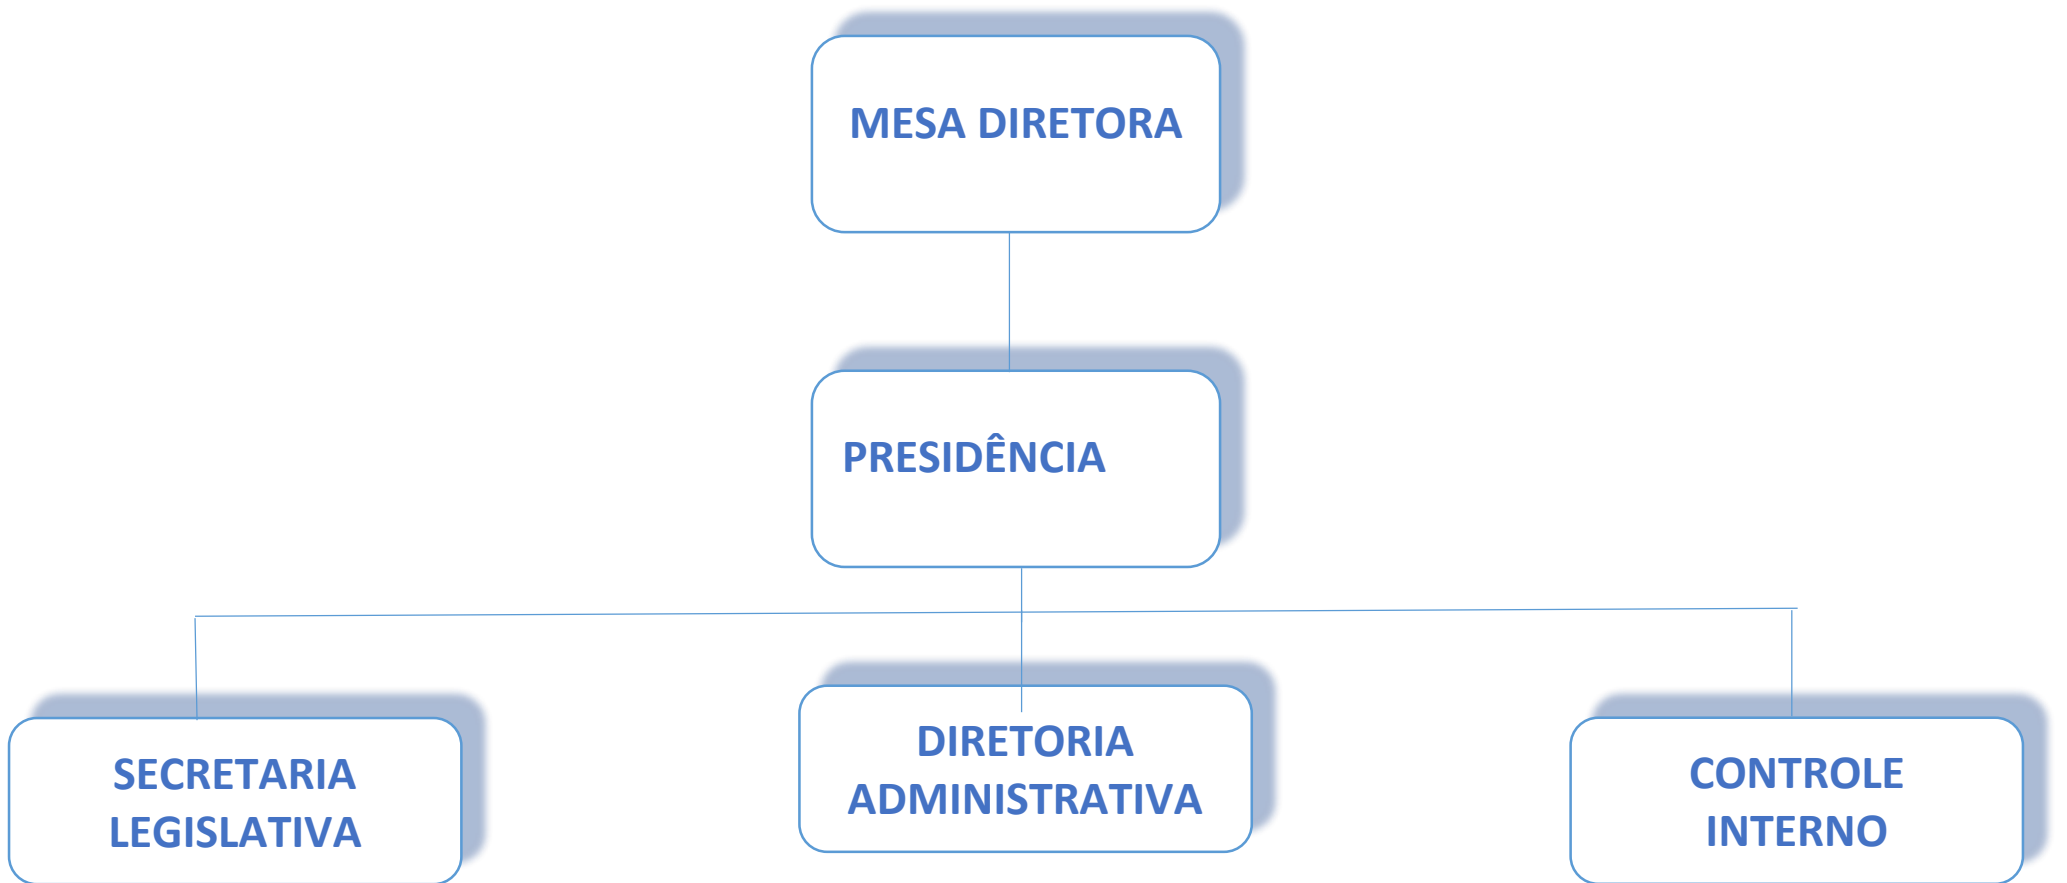 MESA DIRETORA
PRESIDÊNCIA
SECRETARIA
LEGISLATIVA
DIRETORIA
ADMINISTRATIVA
CONTROLE
INTERNO